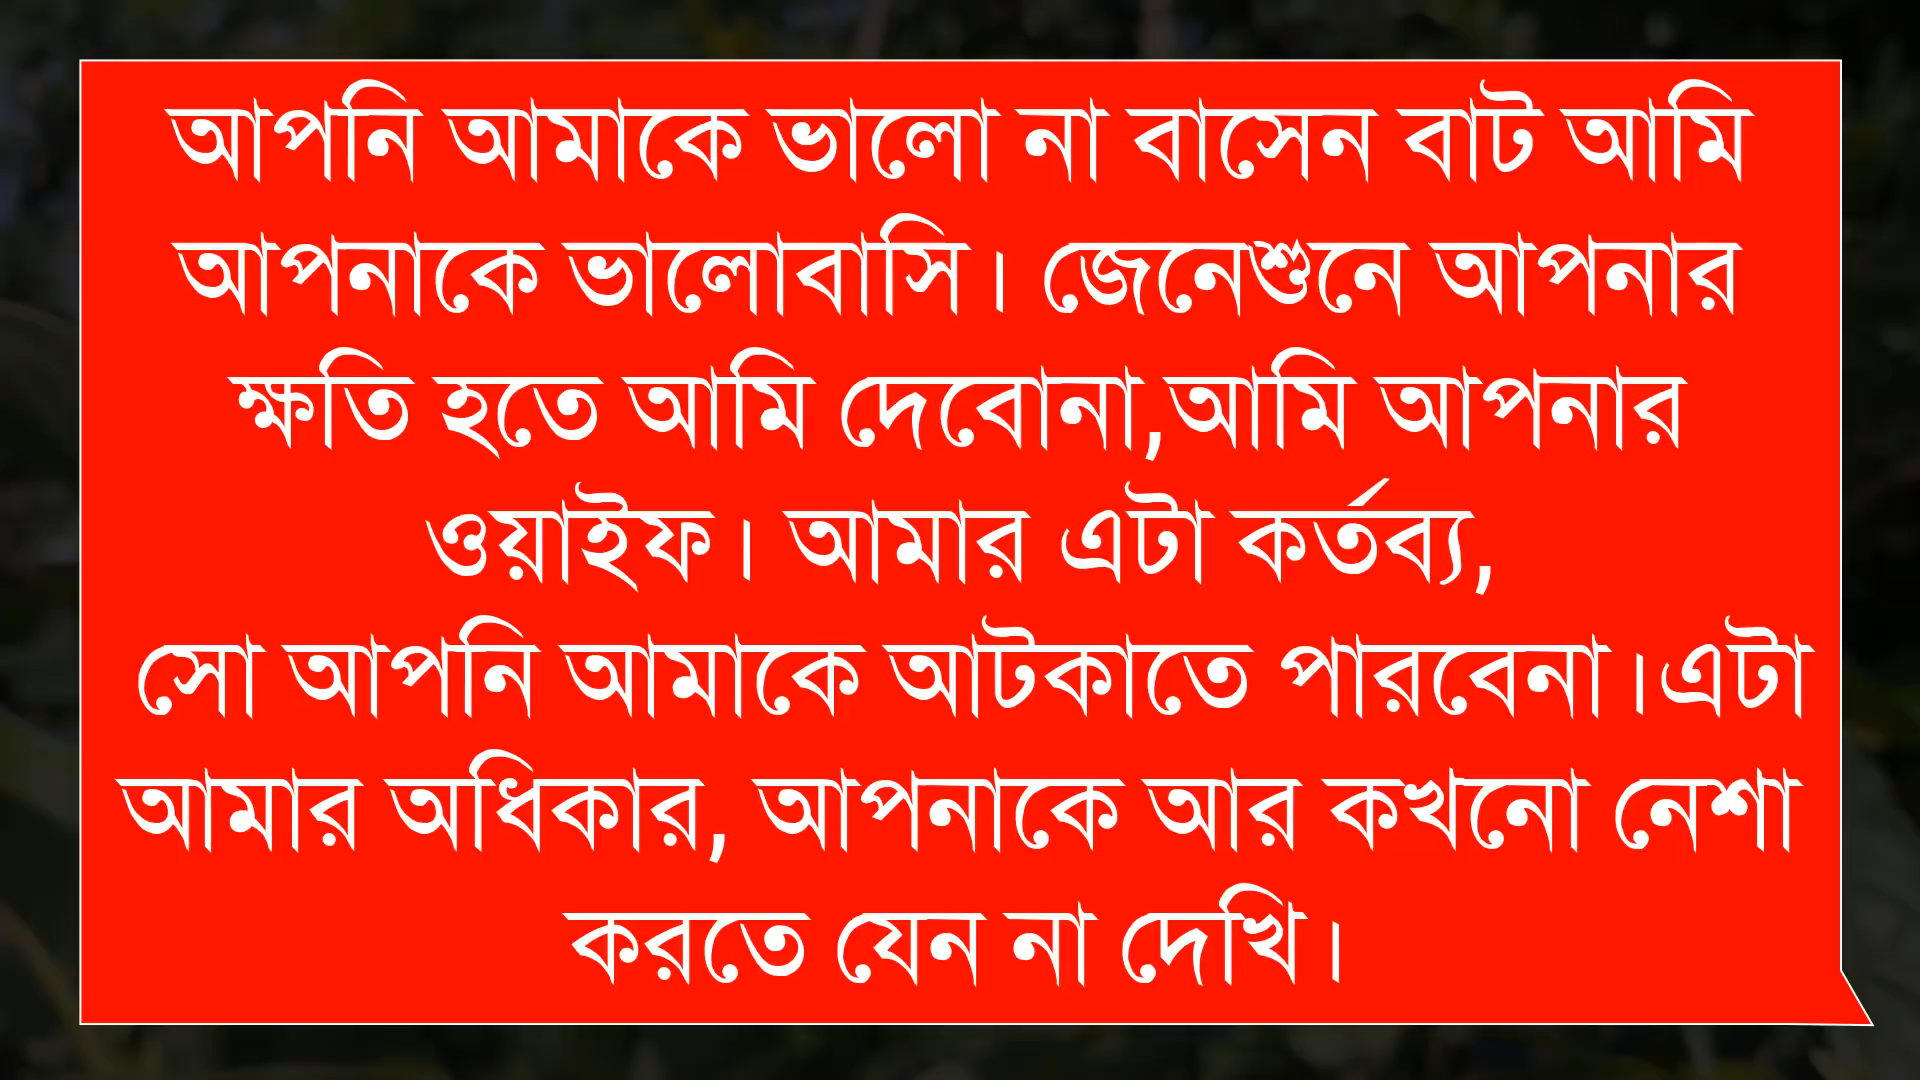 আপনি আমাকে ভালো না বাসেন বাট আমি
আপনাকে ভালোবাসি। জেনেশুনে আপনার
ক্ষতি হতে আমি দেবোনা,আমি আপনার
ওয়াইফ। আমার এটা কর্তব্য,
সো আপনি আমাকে আটকাতে পারবেনা।এটা
আমার অধিকার, আপনাকে আর কখনো নেশা
করতে যেন না দেখি।